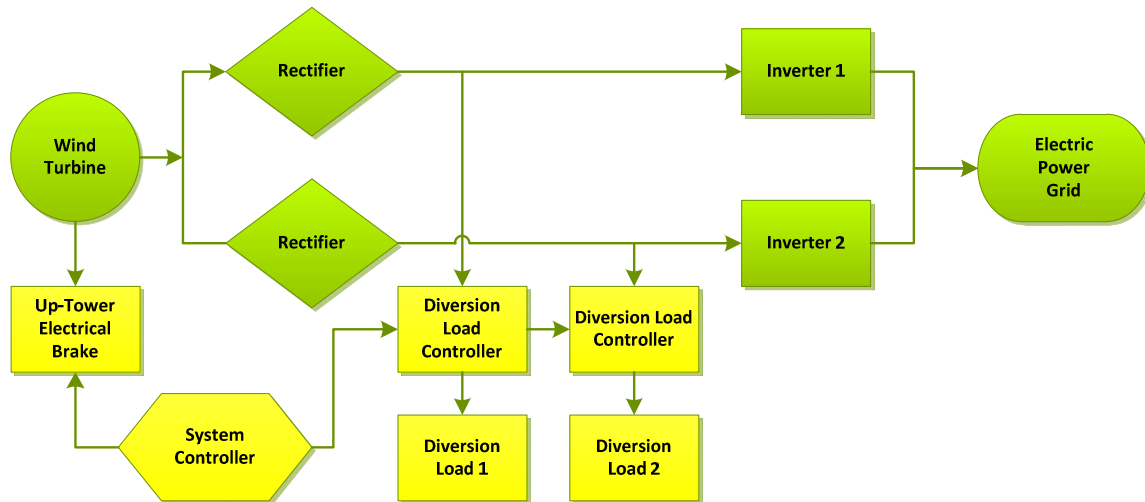 Rectifier
Inverter 1
Wind
Turbine
Electric
Power
Grid
Rectifier
Inverter 2
Up-Tower
Electrical
Brake
Diversion
Load
Controller
Diversion Load
Controller
System
Controller
Diversion
Load 1
Diversion
Load 2